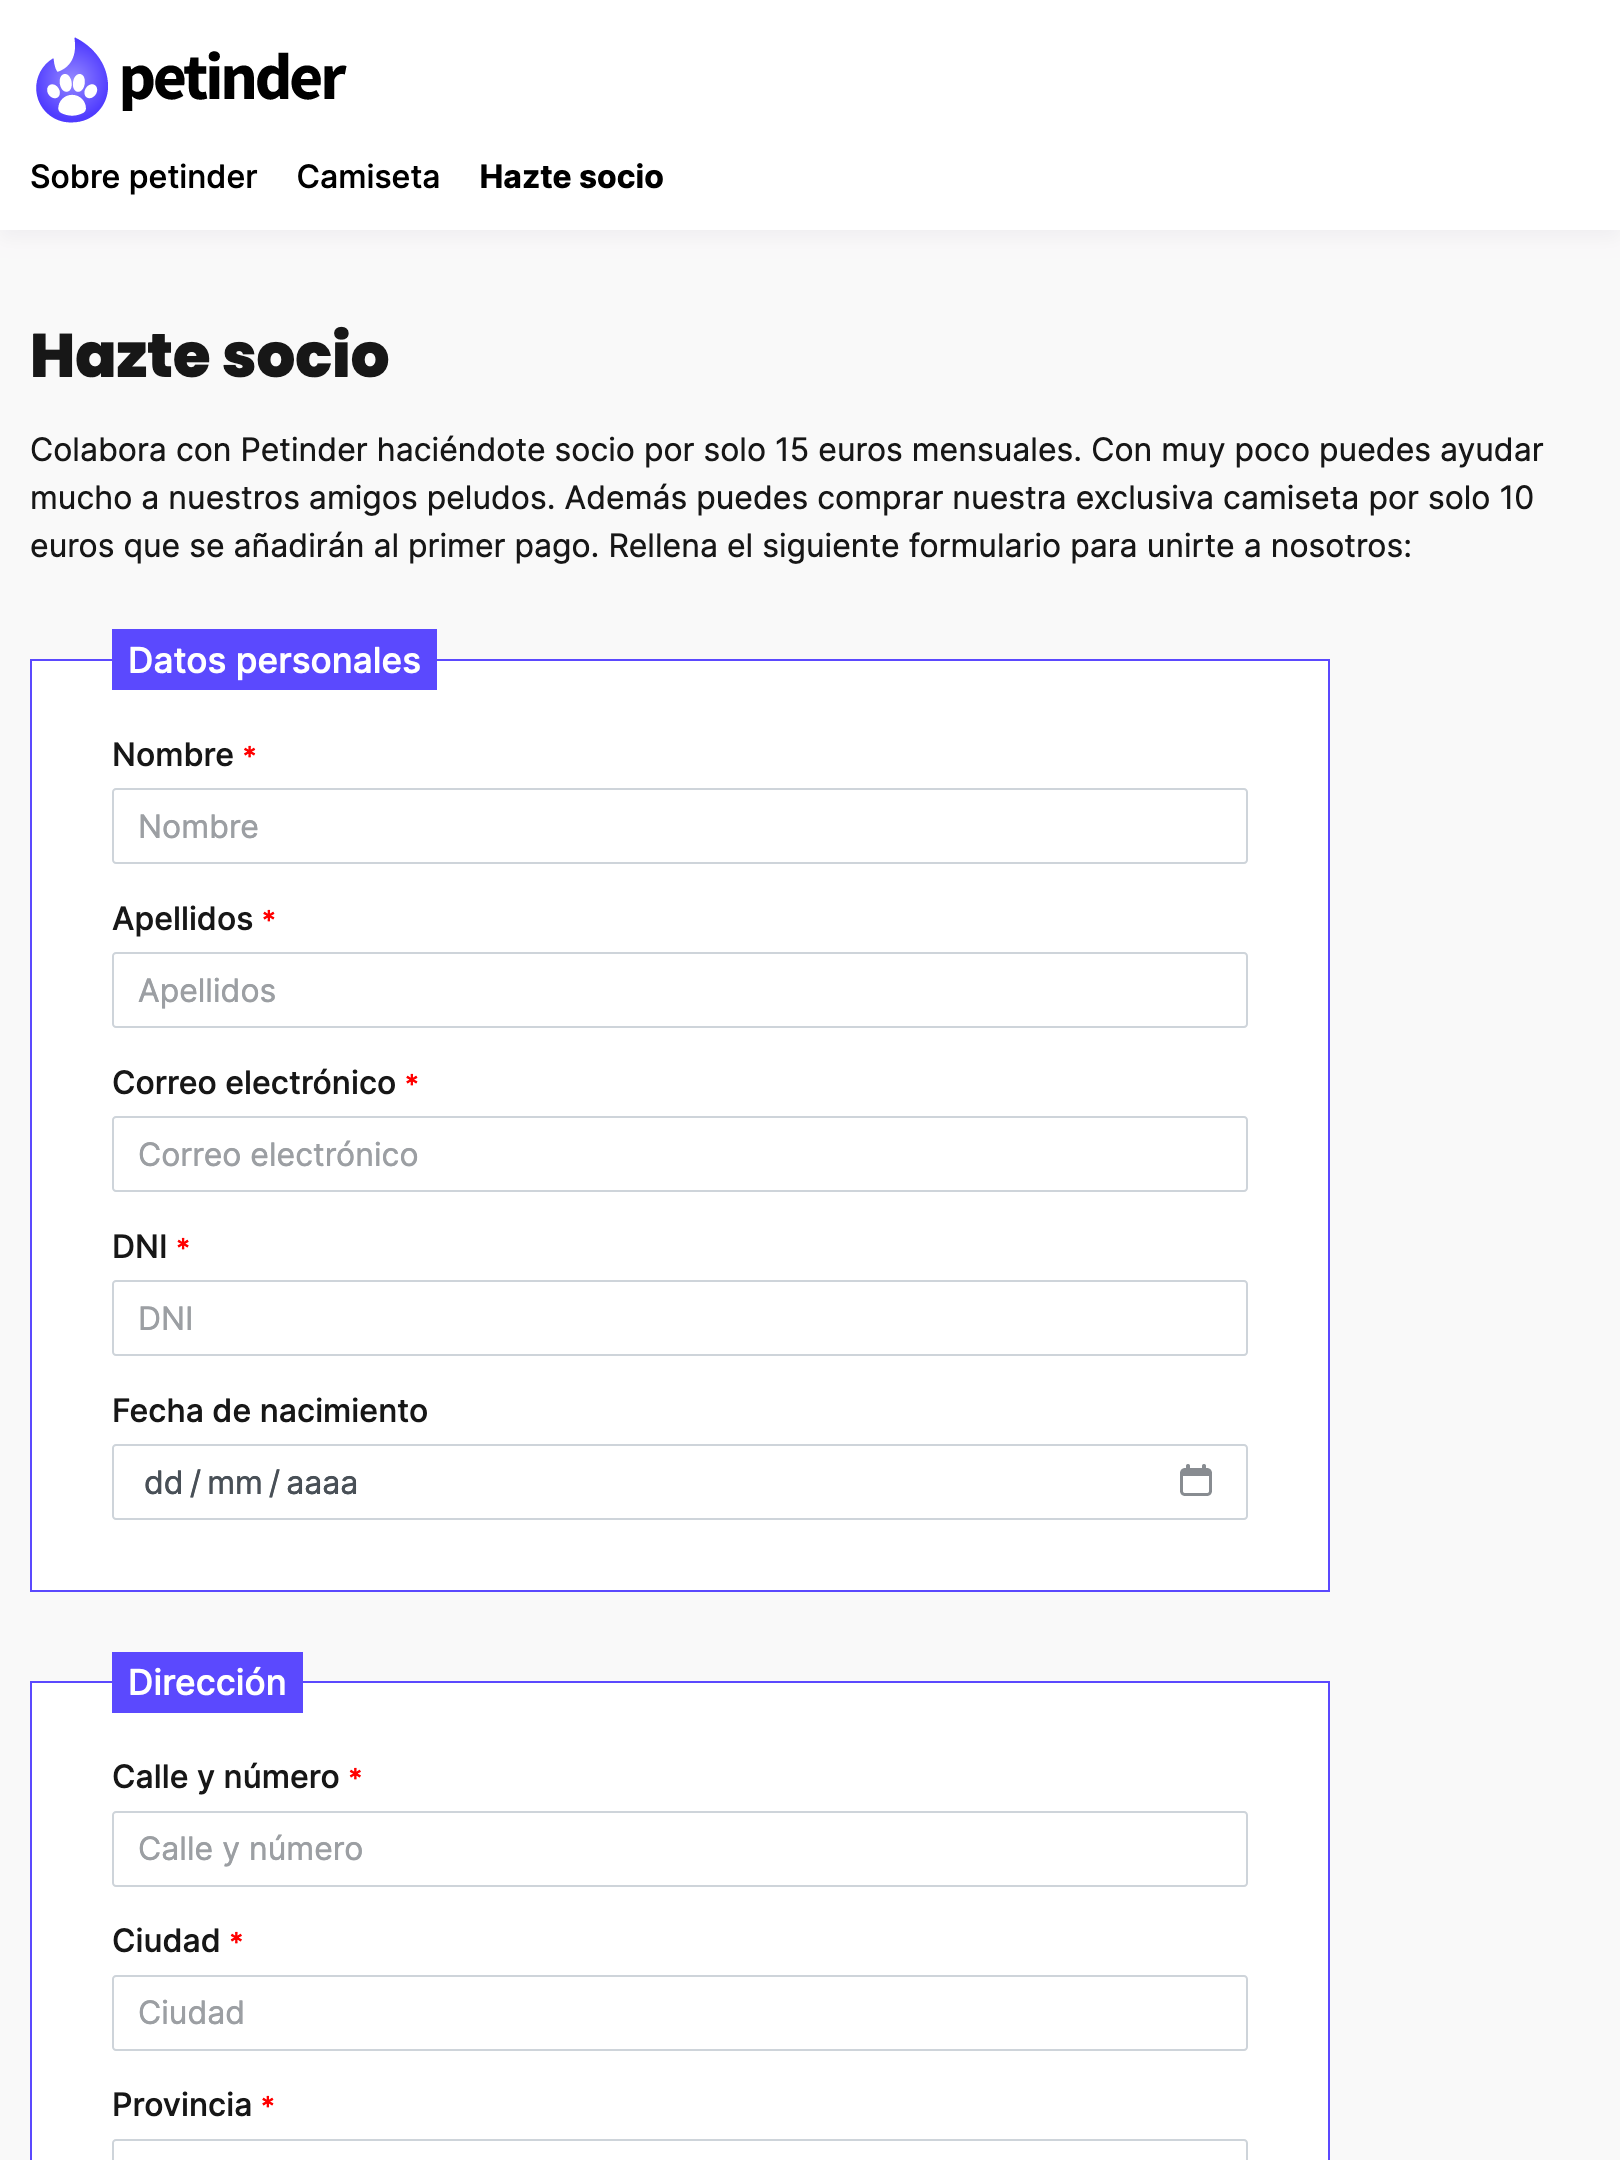 petinder
Sobre petinder Camiseta Hazte socio
Hazte socio
Colabora con Petinder haciéndote socio por solo 15 euros mensuales. Con muy poco puedes ayudar
mucho a nuestros amigos peludos. Además puedes comprar nuestra exclusiva camiseta por solo 10
euros que se añadirán al primer pago. Rellena el siguiente formulario para unirte a nosotros:
Datos personales
Nombre *
Nombre
Apellidos *
Apellidos
Correo electrónico *
Correo electrónico
DNI *
DNI
Fecha de nacimiento
dd / mm / aaaa
Dirección
Calle y número *
Calle y número
Ciudad *
Ciudad
Provincia *